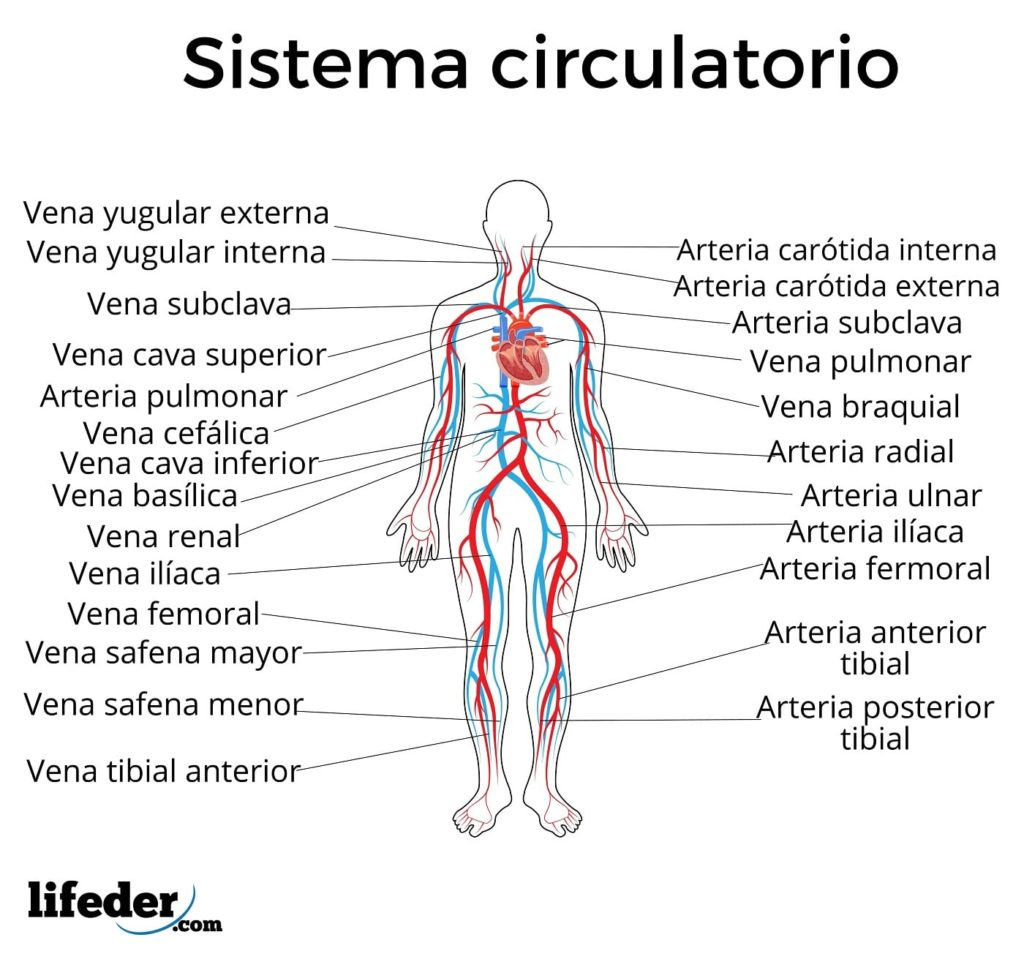 Sistema circulatorio
Vena yugular externa
Vena yugular interna
Vena subclava
Vena cava superior
Arteria pulmonar
Vena cefálica
Vena cava inferior
Vena basílica
Vena renal
Vena ilíaca
Vena femoral
Vena safena mayor
Vena safena menor
Vena tibial anterior
Arteria carótida interna
Arteria carótida externa
Arteria subclava
Vena pulmonar
Vena braquial
Arteria radial
Arteria ulnar
Arteria ilíaca
Arteria fermoral
Arteria anterior
tibial
Arteria posterior
tibial
lifeder
.com